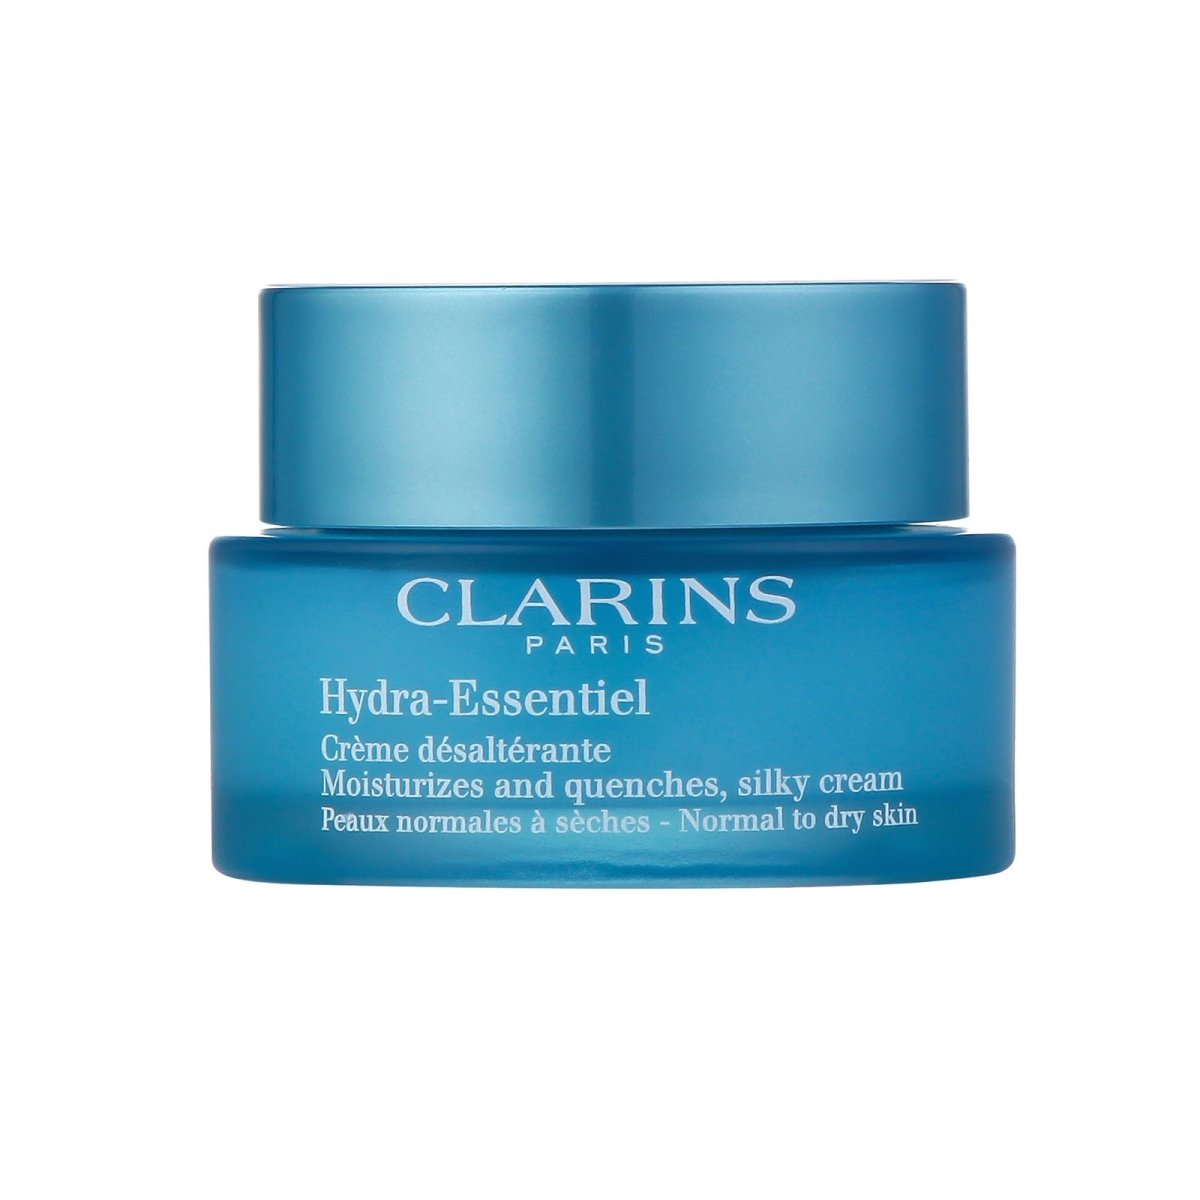 CLARINS
PARIS
Hydra-Essentiel
Crème désaltérante
Moisturizes and quenches, silky cream
Peaux normales à sèches - Normal to dry skin